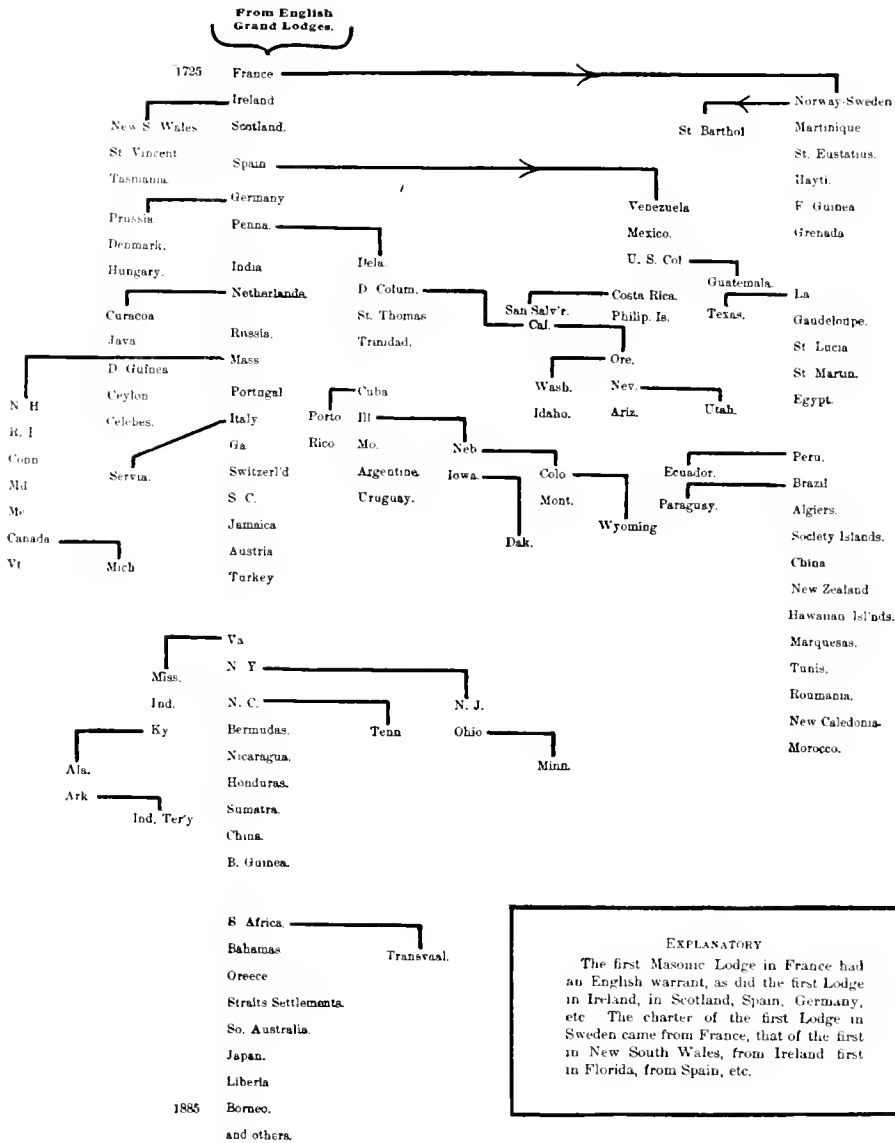 From English
Grand Lodges.
1725 France
Norway-Sweden
Ireland
St Barthol
New S Wales
Scotland.
Martinique
St Vincent
St. Eustatius.
Tasmania.
Spain
Hayti.
Germany
Venezuela
F Guinea
Prussia
Penna.
Mexico.
Grenada
Denmark.
Dela.
U. S. Col
Hungary.
India
Guatemala.
Netherlands.
D Colum.
Costa Rica.
La
Curacoa
St. Thomas
San Salv'r.
Philip. Is.
Texas.
Gaudeloupe.
Java
Russia.
Trinidad.
Cal.
St Lucia
D Guinea
Mass
Ore.
St Martin.
Ceylon
Portugal
Cuba
Wash.
Nev.
Egypt.
N H
Celebes.
Italy
Porto
Rico
Ill
Idaho.
Ariz.
Utah.
R. I
Ga
Mo.
Neb
Conn
Servia.
Switzerl'd
Argentine.
Iowa.
Colo
Ecuador.
Peru.
Md
S C.
Uruguay.
Mont.
Paraguay.
Brazil
Me
Jamaica
Wyoming
Algiers.
Canada
Austria
Dak.
Society Islands.
Vt
Mich
Turkey
China
New Zealand
Hawaiian Isl'nds.
Va
Marquesas.
Miss.
N Y
Tunis.
Ind.
N. C.
N. J.
Roumania.
Ky
Bermudas.
Tenn
Ohio
New Caledonia.
Nicaragua.
Morocco.
Ala.
Honduras.
Minn.
Ark
Ind. Ter'y
Sumatra.
China.
B. Guinea.
S Africa.
Bahamas
Transvaal.
Greece
Straits Settlements.
So. Australia.
Japan.
Liberia
1885 Borneo.
and others.
EXPLANATORY
The first Masonic Lodge in France had
an English warrant, as did the first Lodge
in Ireland, in Scotland, Spain, Germany,
etc The charter of the first Lodge in
Sweden came from France, that of the first
in New South Wales, from Ireland first
in Florida, from Spain, etc.